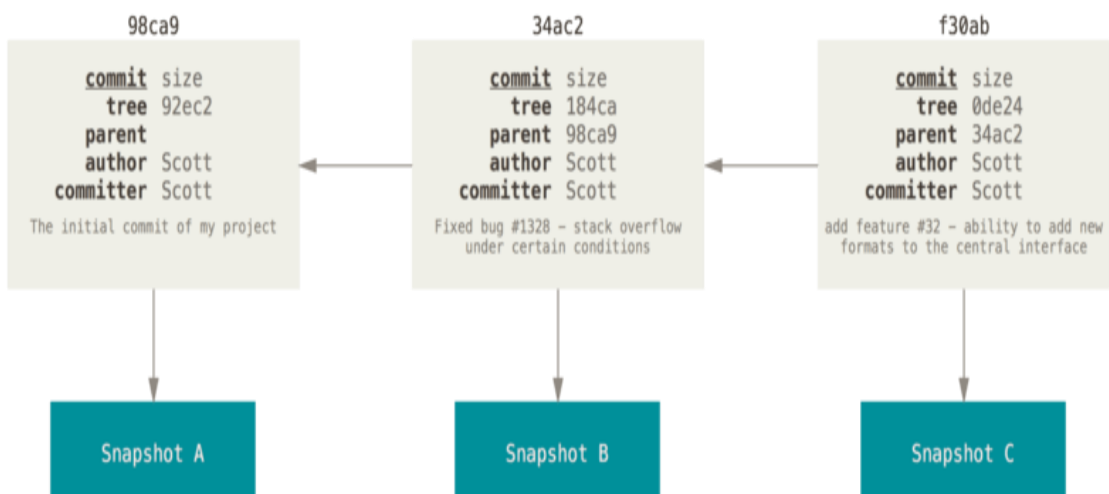 98ca9
commit size
tree 92ec2
parent
author Scott
committer Scott
The initial commit of my project
Snapshot A
34ac2
commit size
tree 184ca
parent 98ca9
author Scott
committer Scott
Fixed bug #1328 – stack overflow
under certain conditions
Snapshot B
f30ab
commit size
tree 0de24
parent 34ac2
author Scott
committer Scott
add feature #32 – ability to add new
formats to the central interface
Snapshot C